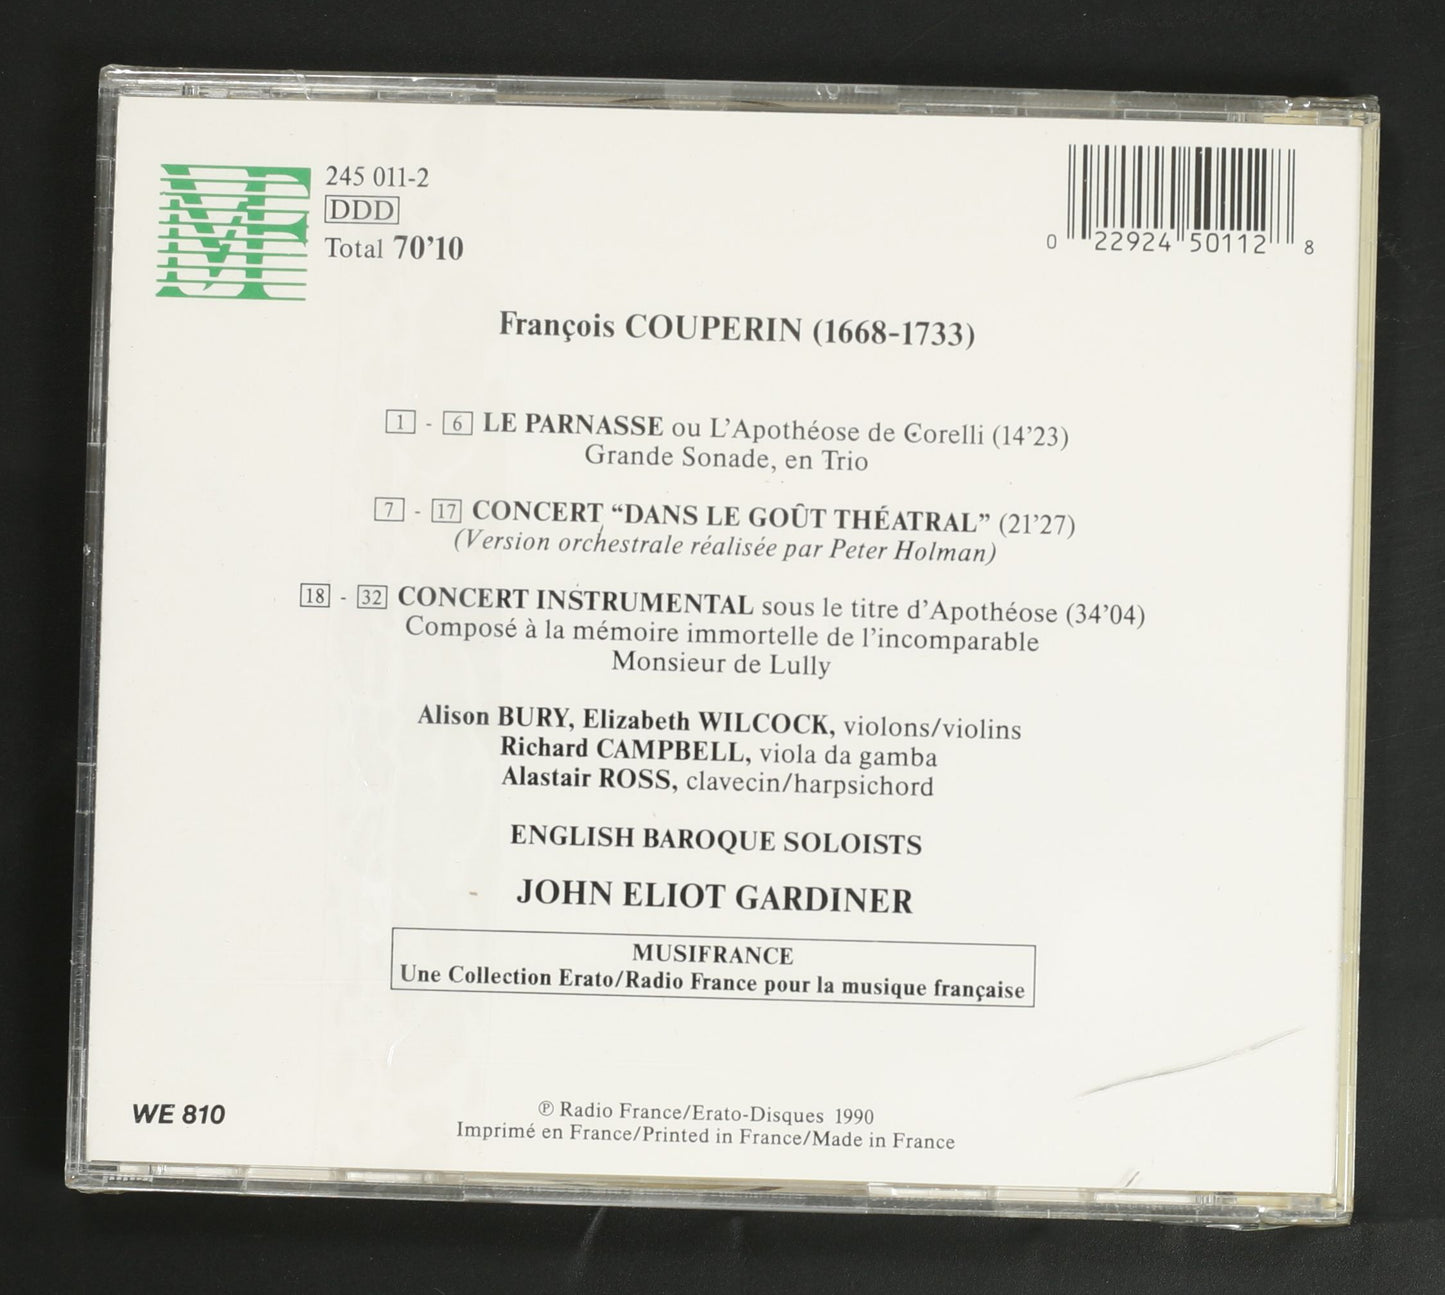 245 011-2
DDD
Total 70’10
0 22924 50112 8
François COUPERIN (1668-1733)
1 - 6 LE PARNASSE ou L’Apothéose de Corelli (14’23)
Grande Sonade, en Trio
7 - 17 CONCERT “DANS LE GOÛT THÉATRAL” (21’27)
(Version orchestrale réalisée par Peter Holman)
18 - 32 CONCERT INSTRUMENTAL sous le titre d’Apothéose (34’04)
Composé à la mémoire immortelle de l’incomparable
Monsieur de Lully
Alison BURY, Elizabeth WILCOCK, violons/violins
Richard CAMPBELL, viola da gamba
Alastair ROSS, clavecin/harpsichord
ENGLISH BAROQUE SOLOISTS
JOHN ELIOT GARDINER
MUSIFRANCE
Une Collection Erato/Radio France pour la musique française
WE 810
℗ Radio France/Erato-Disques 1990
Imprimé en France/Printed in France/Made in France